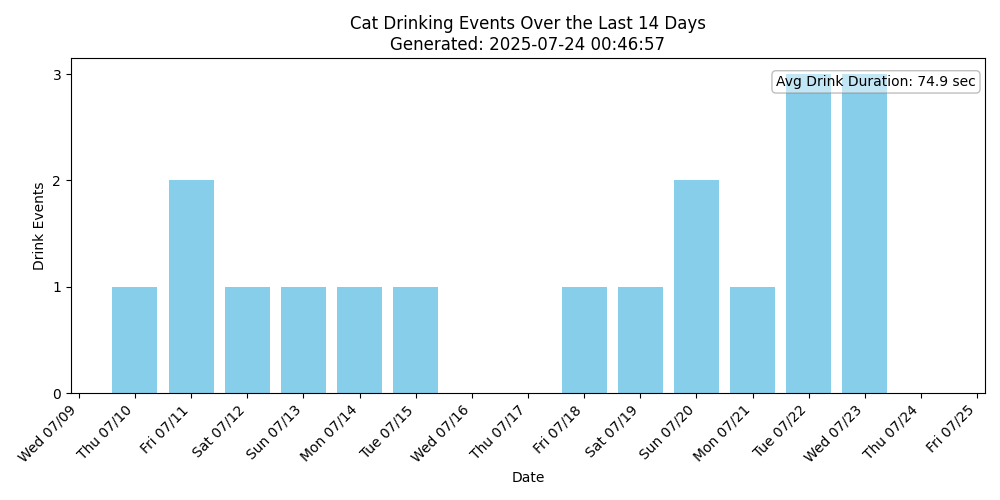 Cat Drinking Events Over the Last 14 Days
Generated: 2025-07-24 00:46:57
Avg Drink Duration: 74.9 sec
Drink Events
3
2
1
0
Wed 07/09
Thu 07/10
Fri 07/11
Sat 07/12
Sun 07/13
Mon 07/14
Tue 07/15
Wed 07/16
Thu 07/17
Fri 07/18
Sat 07/19
Sun 07/20
Mon 07/21
Tue 07/22
Wed 07/23
Thu 07/24
Fri 07/25
Date